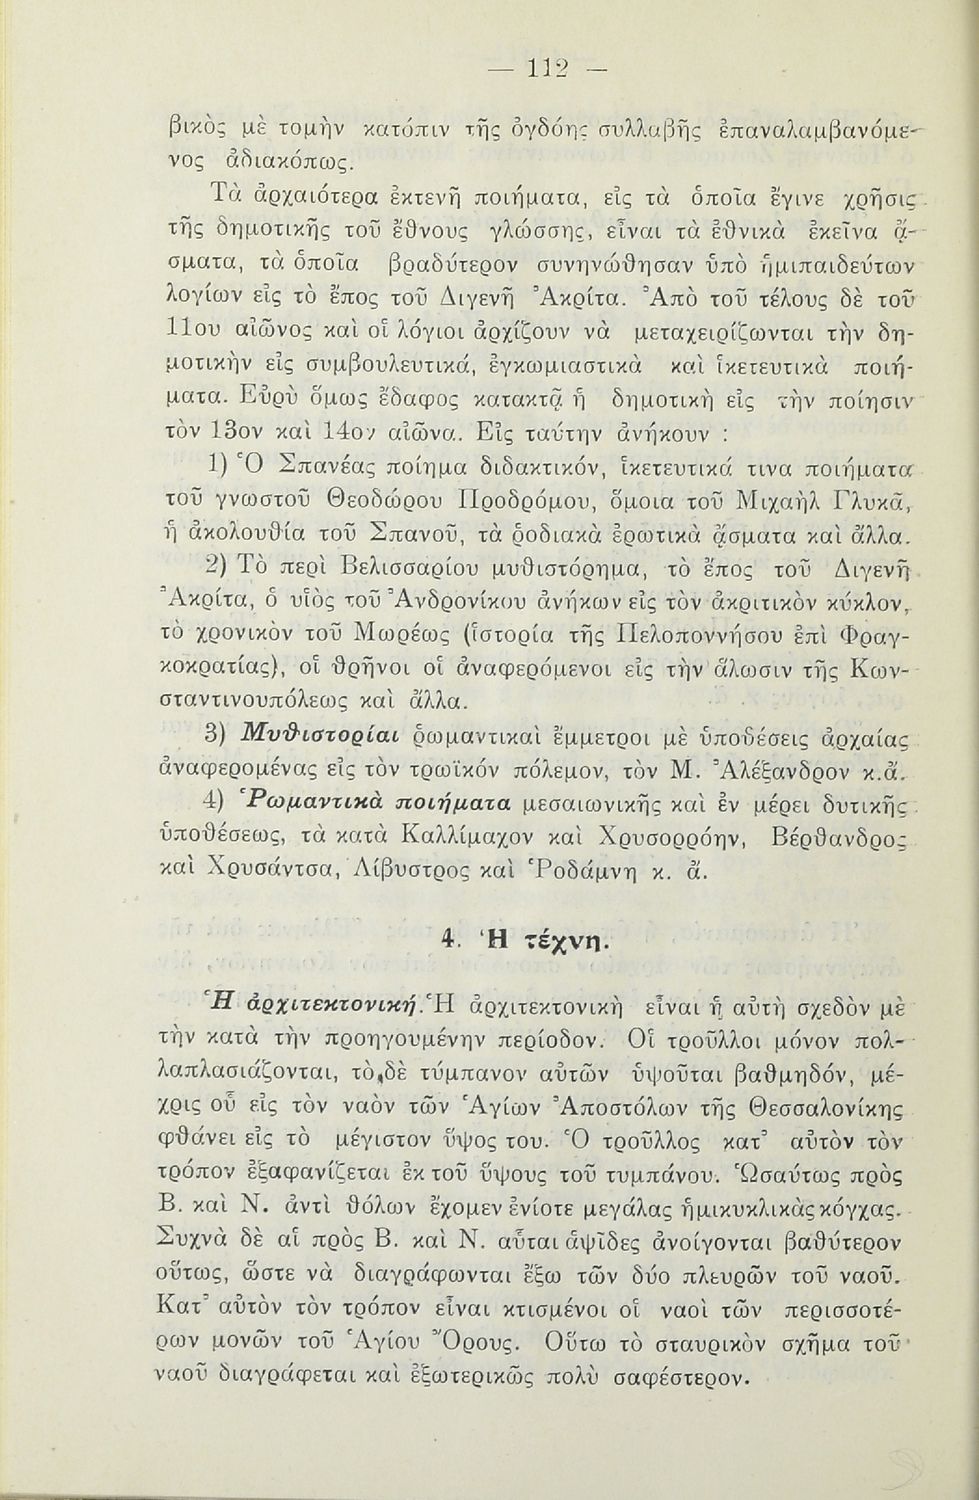 — 112 —
βικὸς μὲ τομὴν κατόπιν τῆς ὀγδόης συλλαβῆς ἐπαναλαμβανόμε-
νος ἀδιακόπως.
Τὰ ἀρχαιότερα ἐκτενῆ ποιήματα, εἰς τὰ ὁποῖα ἔγινε χρῆσις
τῆς δημοτικῆς τοῦ ἔθνους γλώσσης, εἶναι τὰ ἐθνικὰ ἐκεῖνα ᾄ-
σματα, τὰ ὁποῖα βραδύτερον συνηνώθησαν ὑπὸ ἡμιπαιδεύτων
λογίων εἰς τὸ ἔπος τοῦ Διγενῆ Ἀκρίτα. Ἀπὸ τοῦ τέλους δὲ τοῦ
11ου αἰῶνος καὶ οἱ λόγιοι ἀρχίζουν νὰ μεταχειρίζωνται τὴν δη-
μοτικὴν εἰς συμβουλευτικά, ἐγκωμιαστικὰ καὶ ἱκετευτικὰ ποιή-
ματα. Εὐρὺ ὅμως ἔδαφος κατακτᾷ ἡ δημοτικὴ εἰς τὴν ποίησιν
τὸν 13ον καὶ 14ον αἰῶνα. Εἰς ταύτην ἀνήκουν :
1) Ὁ Σπανέας ποίημα διδακτικόν, ἱκετευτικά τινα ποιήματα
τοῦ γνωστοῦ Θεοδώρου Προδρόμου, ὅμοια τοῦ Μιχαὴλ Γλυκᾶ,
ἡ ἀκολουθία τοῦ Σπανοῦ, τὰ ῥοδιακὰ ἐρωτικὰ ᾄσματα καὶ ἄλλα.
2) Τὸ περὶ Βελισσαρίου μυθιστόρημα, τὸ ἔπος τοῦ Διγενῆ
Ἀκρίτα, ὁ υἱὸς τοῦ Ἀνδρονίκου ἀνήκων εἰς τὸν ἀκριτικὸν κύκλον,
τὸ χρονικὸν τοῦ Μωρέως (ἱστορία τῆς Πελοποννήσου ἐπὶ Φραγ-
κοκρατίας), οἱ θρῆνοι οἱ ἀναφερόμενοι εἰς τὴν ἅλωσιν τῆς Κων-
σταντινουπόλεως καὶ ἄλλα.
3) Μυθιστορίαι ῥωμαντικαὶ ἔμμετροι μὲ ὑποθέσεις ἀρχαίας
ἀναφερομένας εἰς τὸν τρωϊκόν πόλεμον, τὸν Μ. Ἀλέξανδρον κ.ἄ.
4) Ῥωμαντικὰ ποιήματα μεσαιωνικῆς καὶ ἐν μέρει δυτικῆς
ὑποθέσεως, τὰ κατὰ Καλλίμαχον καὶ Χρυσορρόην, Βέρθανδρος
καὶ Χρυσάντσα, Λίβυστρος καὶ Ῥοδάμνη κ. ἄ.
4. Ἡ τέχνη.
Ἡ ἀρχιτεκτονική. Ἡ ἀρχιτεκτονικὴ εἶναι ἡ αὐτὴ σχεδὸν μὲ
τὴν κατὰ τὴν προηγουμένην περίοδον. Οἱ τροῦλλοι μόνον πολ-
λαπλασιάζονται, τὸ δὲ τύμπανον αὐτῶν ὑψοῦται βαθμηδόν, μέ-
χρις οὗ εἰς τὸν ναὸν τῶν Ἁγίων Ἀποστόλων τῆς Θεσσαλονίκης
φθάνει εἰς τὸ μέγιστον ὕψος του. Ὁ τροῦλλος κατ' αὐτὸν τὸν
τρόπον ἐξαφανίζεται ἐκ τοῦ ὕψους τοῦ τυμπάνου. Ὡσαύτως πρὸς
Β. καὶ Ν. ἀντὶ θόλων ἔχομεν ἐνίοτε μεγάλας ἡμικυκλικὰς κόγχας.
Συχνὰ δὲ αἱ πρὸς Β. καὶ Ν. αὗται ἁψῖδες ἀνοίγονται βαθύτερον
οὕτως, ὥστε νὰ διαγράφωνται ἔξω τῶν δύο πλευρῶν τοῦ ναοῦ.
Κατ' αὐτὸν τὸν τρόπον εἶναι κτισμένοι οἱ ναοὶ τῶν περισσοτέ-
ρων μονῶν τοῦ Ἁγίου Ὄρους. Οὕτω τὸ σταυρικὸν σχῆμα τοῦ
ναοῦ διαγράφεται καὶ ἐξωτερικῶς πολὺ σαφέστερον.